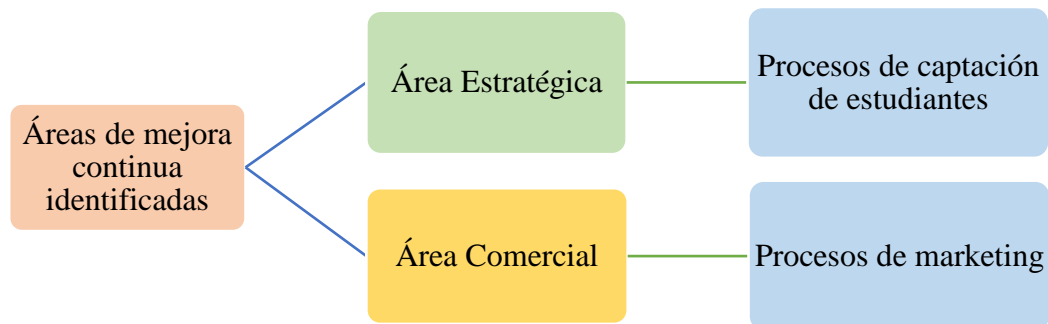 Áreas de mejora
continua
identificadas
Área Estratégica
Procesos de captación
de estudiantes
Área Comercial
Procesos de marketing